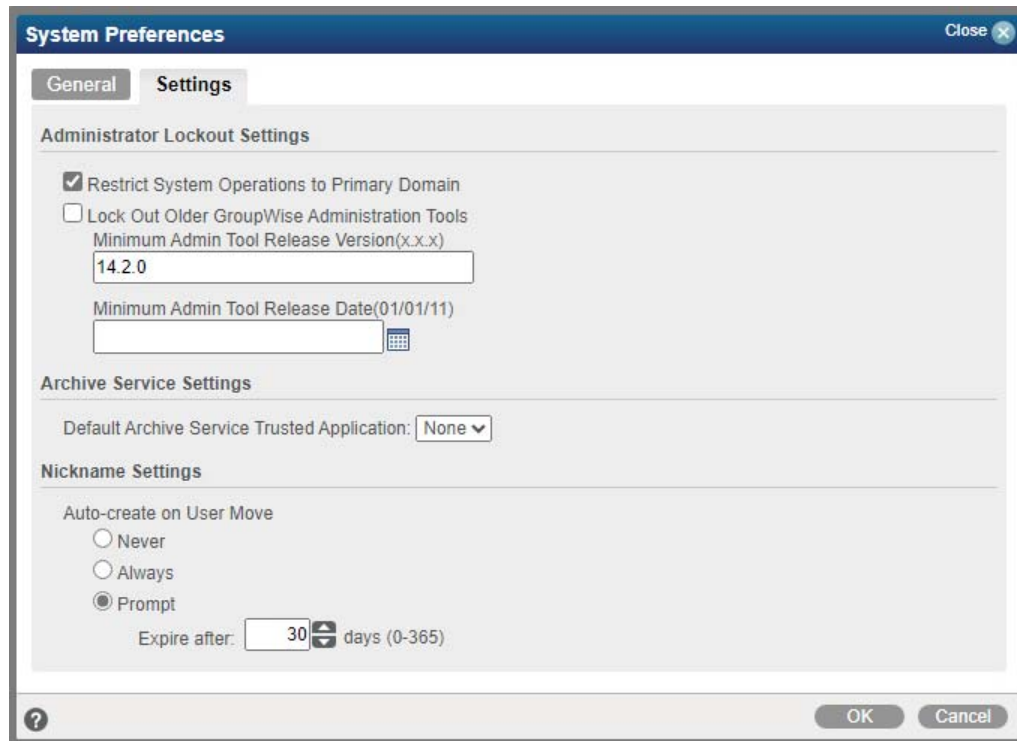 System Preferences Close
General Settings
Administrator Lockout Settings
Restrict System Operations to Primary Domain
Lock Out Older GroupWise Administration Tools
Minimum Admin Tool Release Version(x.x.x)
14.2.0
Minimum Admin Tool Release Date(01/01/11)
Archive Service Settings
Default Archive Service Trusted Application: None
Nickname Settings
Auto-create on User Move
Never
Always
Prompt
Expire after: 30 days (0-365)
? OK Cancel